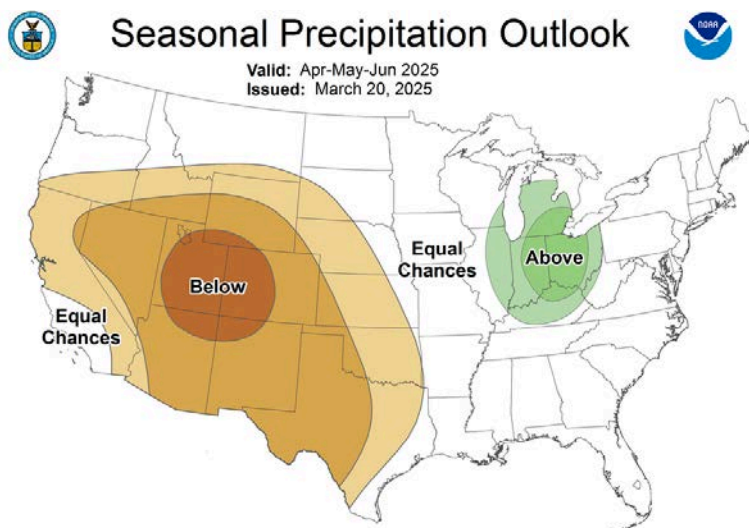 Seasonal Precipitation Outlook
NOAA
Valid: Apr-May-Jun 2025
Issued: March 20, 2025
Equal
Chances
Above
Below
Equal
Chances